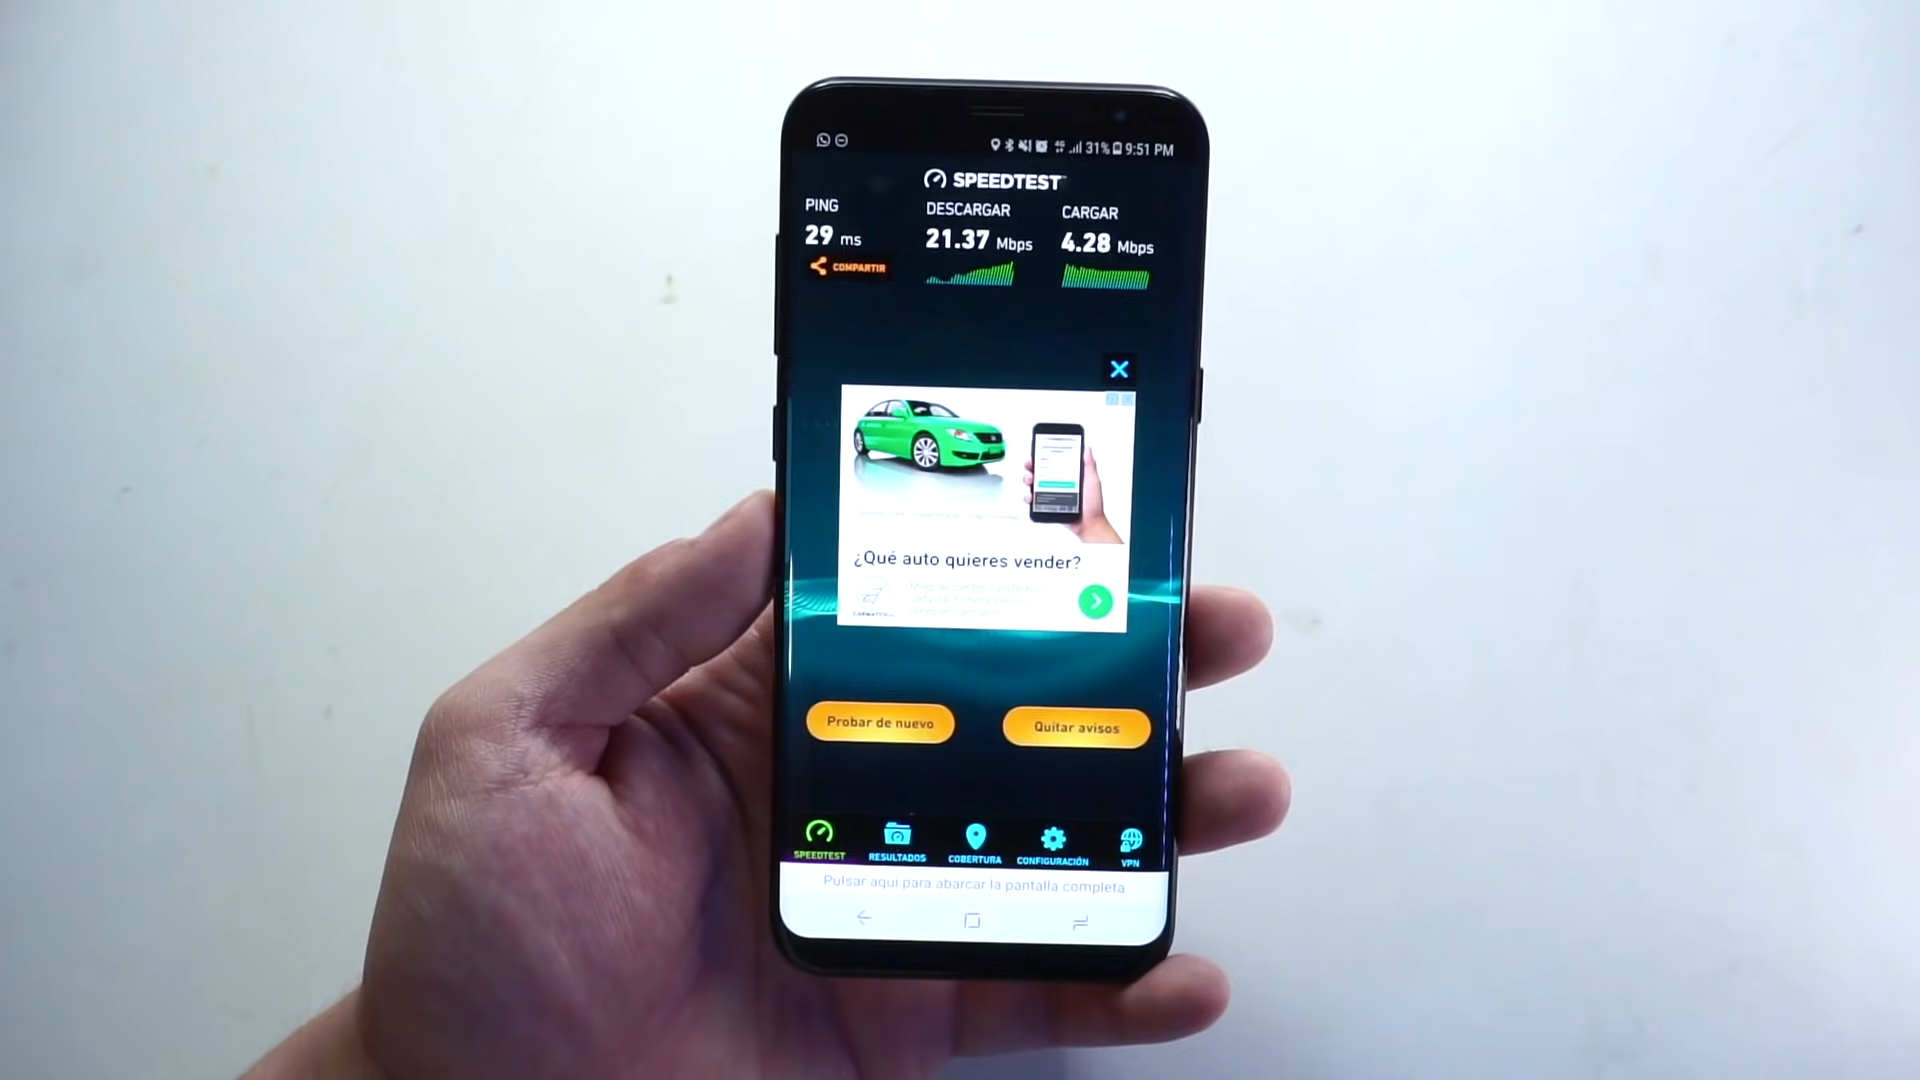 4G 31% 9:51 PM
SPEEDTEST
PING DESCARGAR CARGAR
29 ms 21.37 Mbps 4.28 Mbps
COMPARTIR
¿Qué auto quieres vender?
Probar de nuevo Quitar avisos
SPEEDTEST RESULTADOS COBERTURA CONFIGURACIÓN VPN
Pulsar aquí para abarcar la pantalla completa